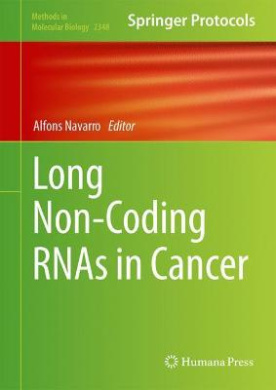 Methods in
Molecular Biology 2348
Springer Protocols
Alfons Navarro Editor
Long
Non-Coding
RNAs in Cancer
Humana Press